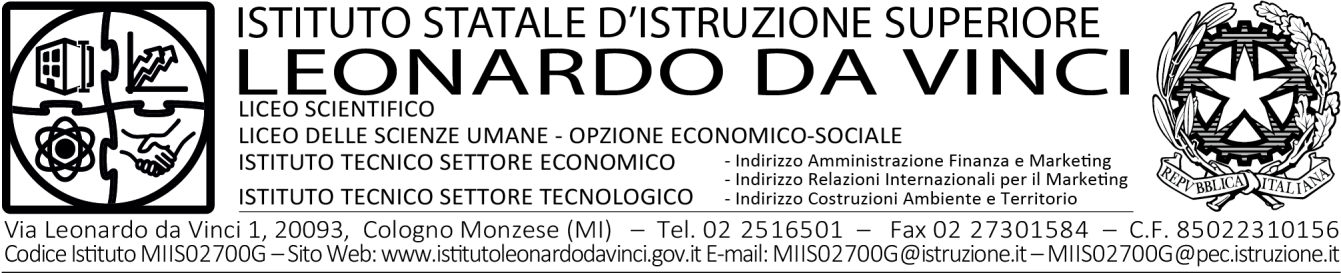 ISTITUTO STATALE D'ISTRUZIONE SUPERIORE
LEONARDO DA VINCI
LICEO SCIENTIFICO
LICEO DELLE SCIENZE UMANE - OPZIONE ECONOMICO-SOCIALE
ISTITUTO TECNICO SETTORE ECONOMICO - Indirizzo Amministrazione Finanza e Marketing
- Indirizzo Relazioni Internazionali per il Marketing
ISTITUTO TECNICO SETTORE TECNOLOGICO - Indirizzo Costruzioni Ambiente e Territorio
REPVBBLICA ITALIANA
Via Leonardo da Vinci 1, 20093, Cologno Monzese (MI) – Tel. 02 2516501 – Fax 02 27301584 – C.F. 85022310156
Codice Istituto MIIS02700G – Sito Web: www.istitutoleonardodavinci.gov.it E-mail: MIIS02700G@istruzione.it – MIIS02700G@pec.istruzione.it